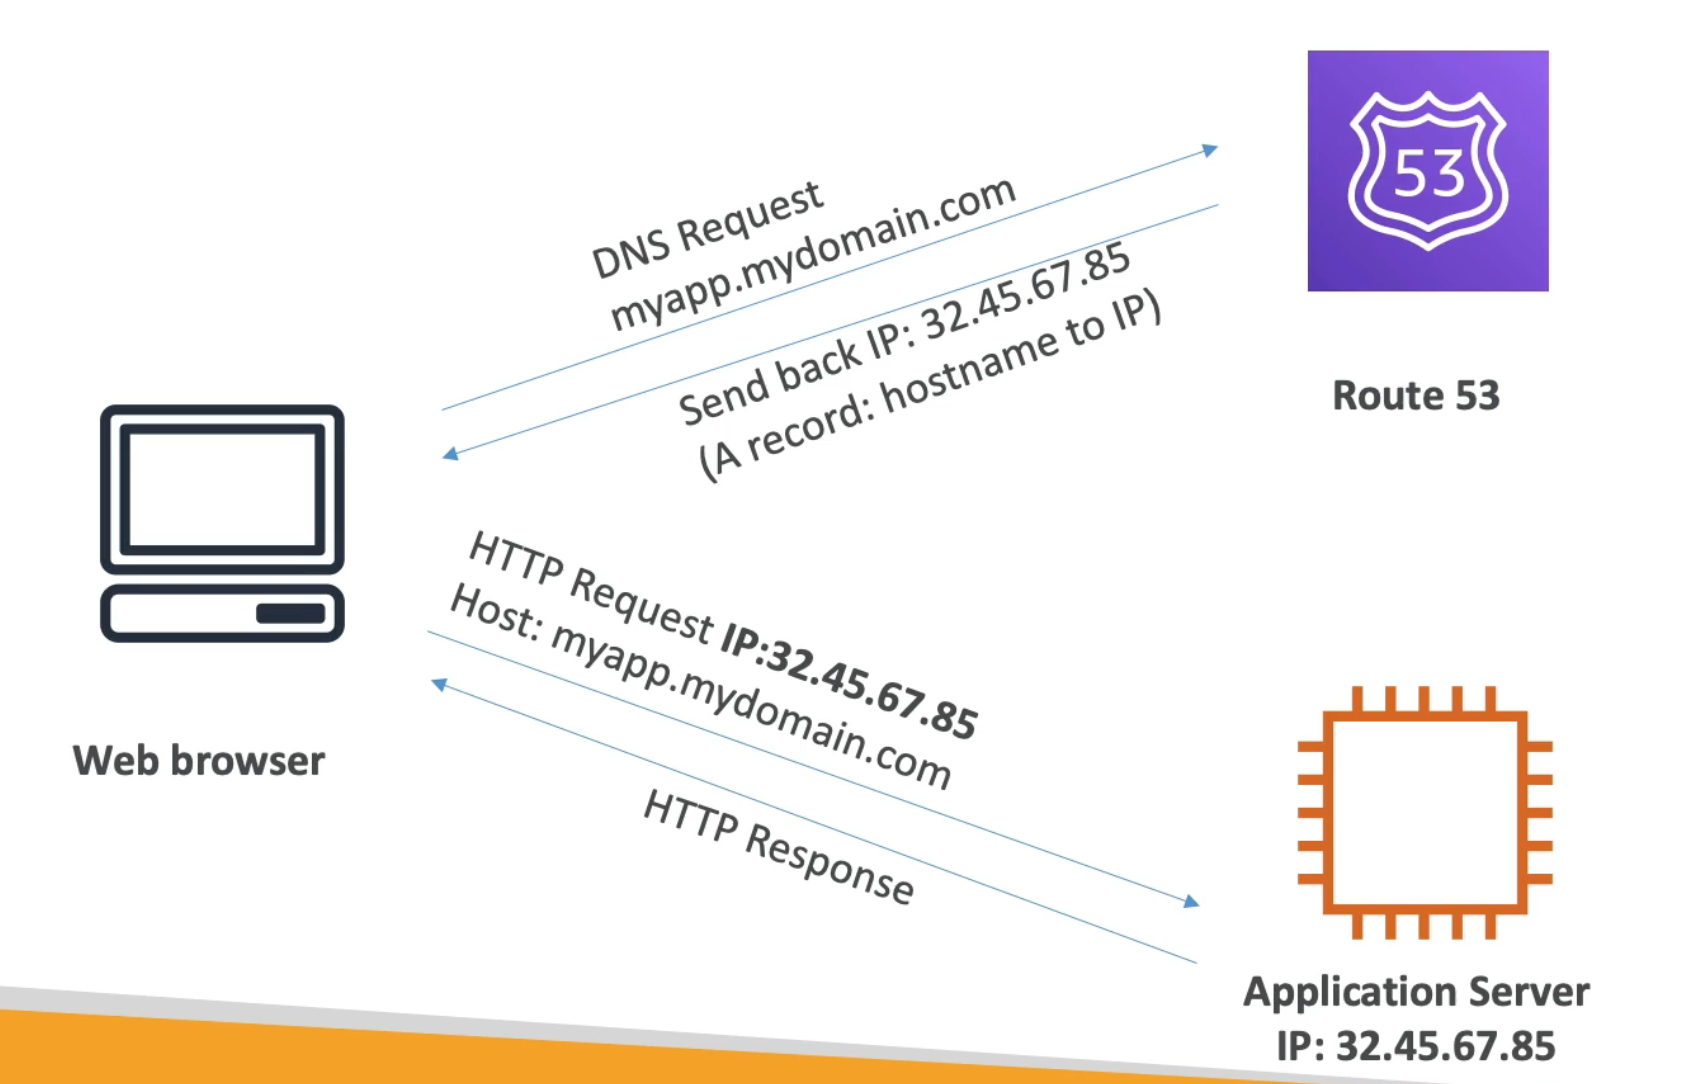 53
DNS Request
myapp.mydomain.com
Send back IP: 32.45.67.85
(A record: hostname to IP)
Route 53
HTTP Request IP:32.45.67.85
Host: myapp.mydomain.com
Web browser
HTTP Response
Application Server
IP: 32.45.67.85